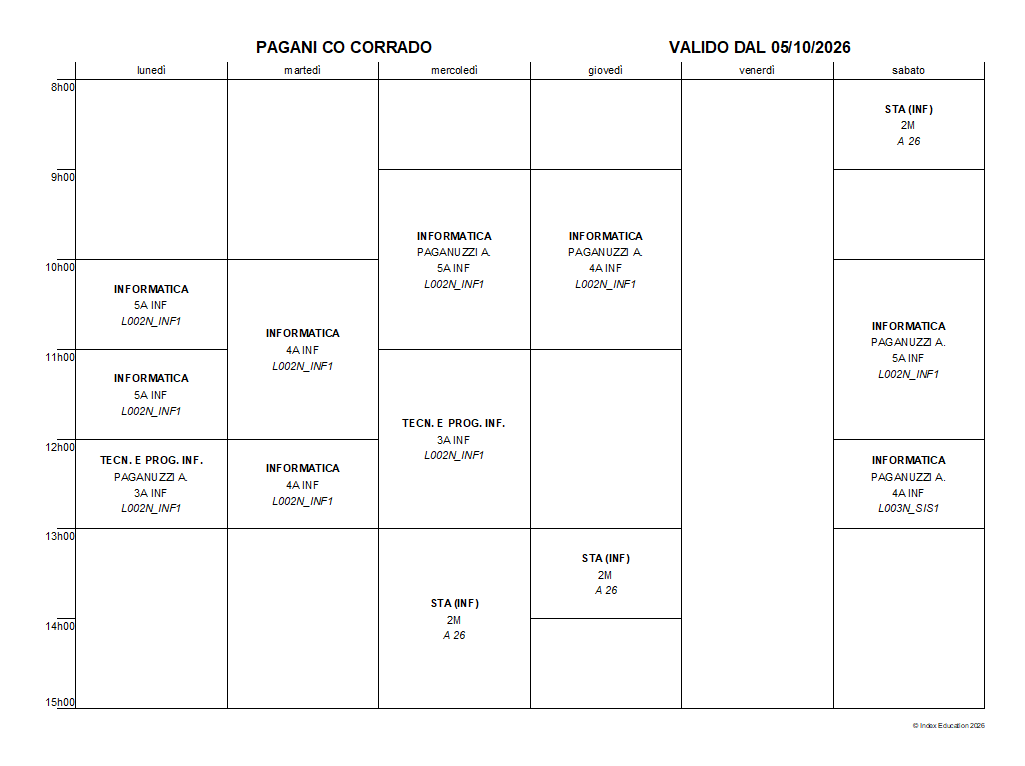 PAGANI CO CORRADO
VALIDO DAL 05/10/2026
lunedì martedì mercoledì giovedì venerdì sabato
8h00
STA (INF)
2M
A 26
9h00
INFORMATICA
PAGANUZZI A.
5A INF
L002N_INF1
INFORMATICA
PAGANUZZI A.
4A INF
L002N_INF1
10h00
INFORMATICA
5A INF
L002N_INF1
INFORMATICA
4A INF
L002N_INF1
INFORMATICA
PAGANUZZI A.
5A INF
L002N_INF1
11h00
INFORMATICA
5A INF
L002N_INF1
TECN. E PROG. INF.
3A INF
L002N_INF1
12h00
TECN. E PROG. INF.
PAGANUZZI A.
3A INF
L002N_INF1
INFORMATICA
4A INF
L002N_INF1
INFORMATICA
PAGANUZZI A.
4A INF
L003N_SIS1
13h00
STA (INF)
2M
A 26
STA (INF)
2M
A 26
14h00
15h00
© Index Education 2026